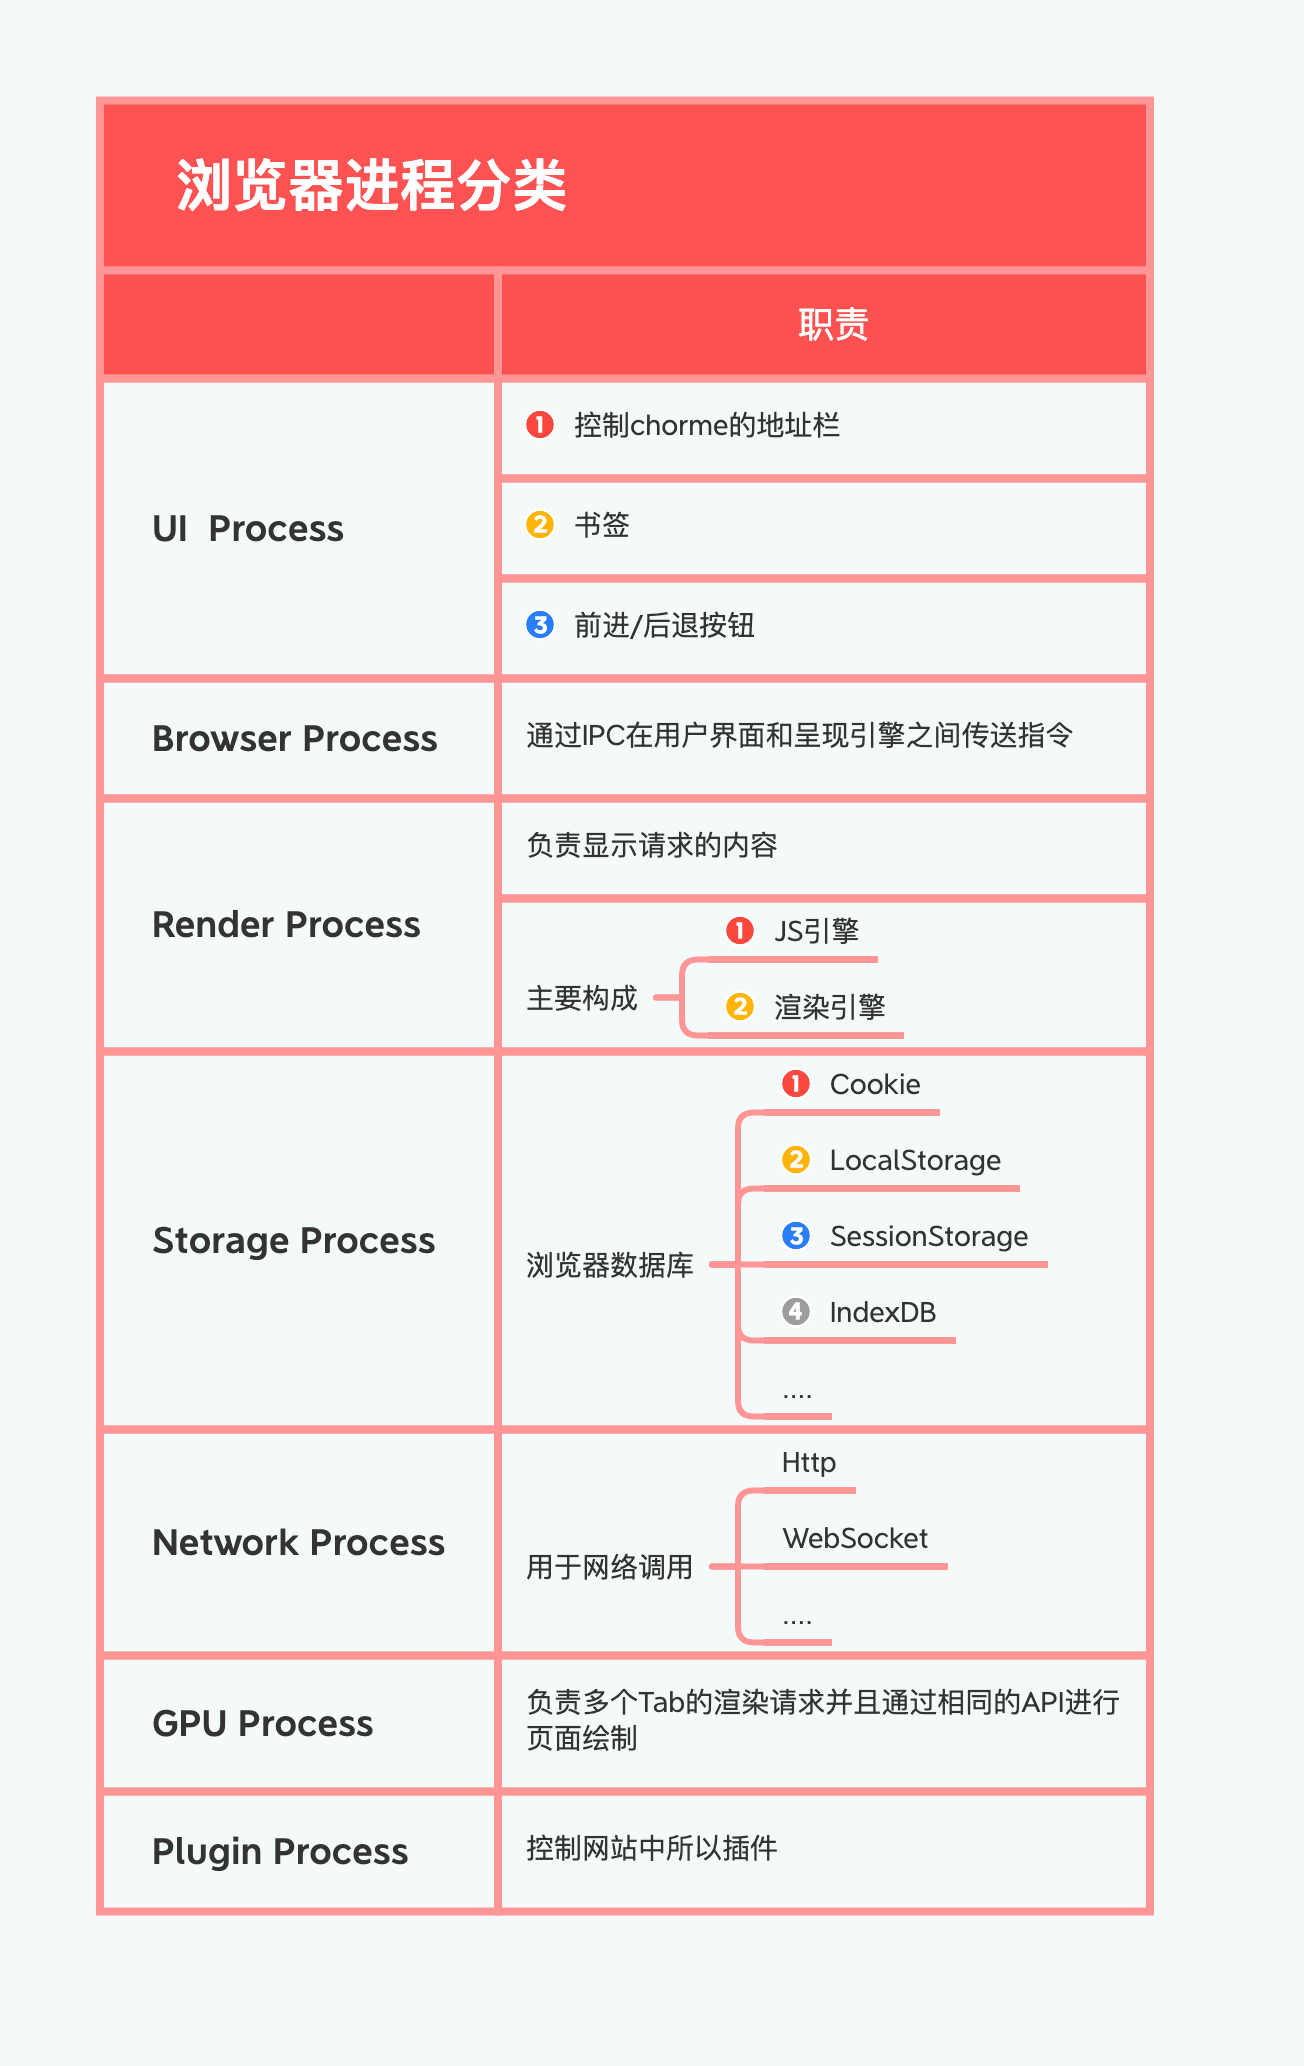 浏览器进程分类
职责
UI  Process
1 控制chorme的地址栏
2 书签
3 前进/后退按钮
Browser Process
通过IPC在用户界面和呈现引擎之间传送指令
Render Process
负责显示请求的内容
主要构成
1 JS引擎
2 渲染引擎
Storage Process
浏览器数据库
1 Cookie
2 LocalStorage
3 SessionStorage
4 IndexDB
....
Network Process
用于网络调用
Http
WebSocket
....
GPU Process
负责多个Tab的渲染请求并且通过相同的API进行
页面绘制
Plugin Process
控制网站中所以插件